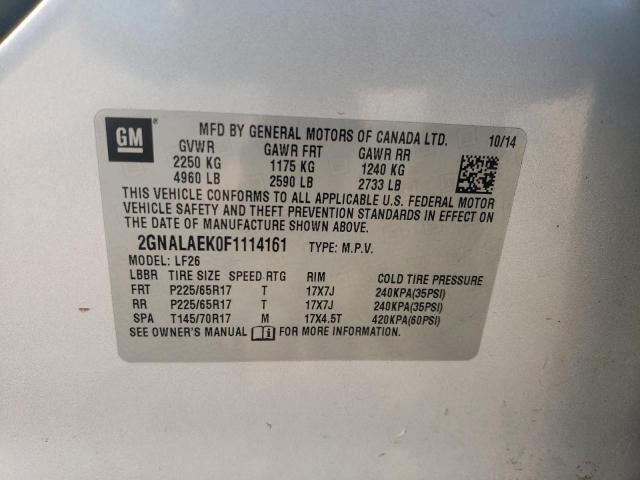 GM ® MFD BY GENERAL MOTORS OF CANADA LTD. 10/14
GVWR GAWR FRT GAWR RR
2250 KG 1175 KG 1240 KG
4960 LB 2590 LB 2733 LB
THIS VEHICLE CONFORMS TO ALL APPLICABLE U.S. FEDERAL MOTOR
VEHICLE SAFETY AND THEFT PREVENTION STANDARDS IN EFFECT ON
THE DATE OF MANUFACTURE SHOWN ABOVE.
2GNALAEK0F1114161 TYPE: M.P.V.
MODEL: LF26
LBBR TIRE SIZE SPEED RTG RIM COLD TIRE PRESSURE
FRT P225/65R17 T 17X7J 240KPA(35PSI)
RR P225/65R17 T 17X7J 240KPA(35PSI)
SPA T145/70R17 M 17X4.5T 420KPA(60PSI)
SEE OWNER'S MANUAL i FOR MORE INFORMATION.